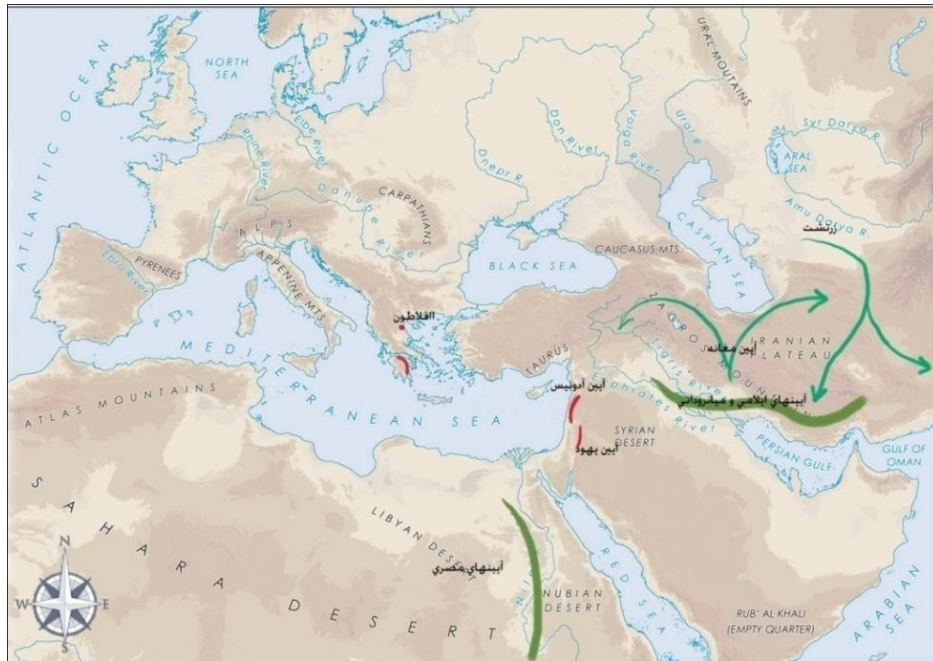 ATLANTIC OCEAN
NORTH
SEA
Elbe River
Rhine River
Danube River
CARPATHIANS
ALPS
PYRENEES
Ebro River
APPENINE MTS.
Dnepr R.
Don River
Volga River
Ural R.
URAL MOUTAINS
Syr Darya R.
ARAL
SEA
Amu Darya R.
زرتشت
CASPIAN SEA
CAUCASUS MTS
BLACK SEA
افلاطون
MEDITERRANEAN SEA
TAURUS
ZAGROS MOUNTAINS
IRANIAN
PLATEAU
آیین مغانه
Tigris River
Euphrates River
آیین آدونیس
آیینهای ایلامی و میانرودانی
SYRIAN
DESERT
آیین یهود
PERSIAN GULF
GULF OF
OMAN
ATLAS MOUNTAINS
SAHARA DESERT
LIBYAN DESERT
آیینهای مصری
NUBIAN
DESERT
RED SEA
RUB' AL KHALI
(EMPTY QUARTER)
ARABIAN
SEA
N
W
E
S